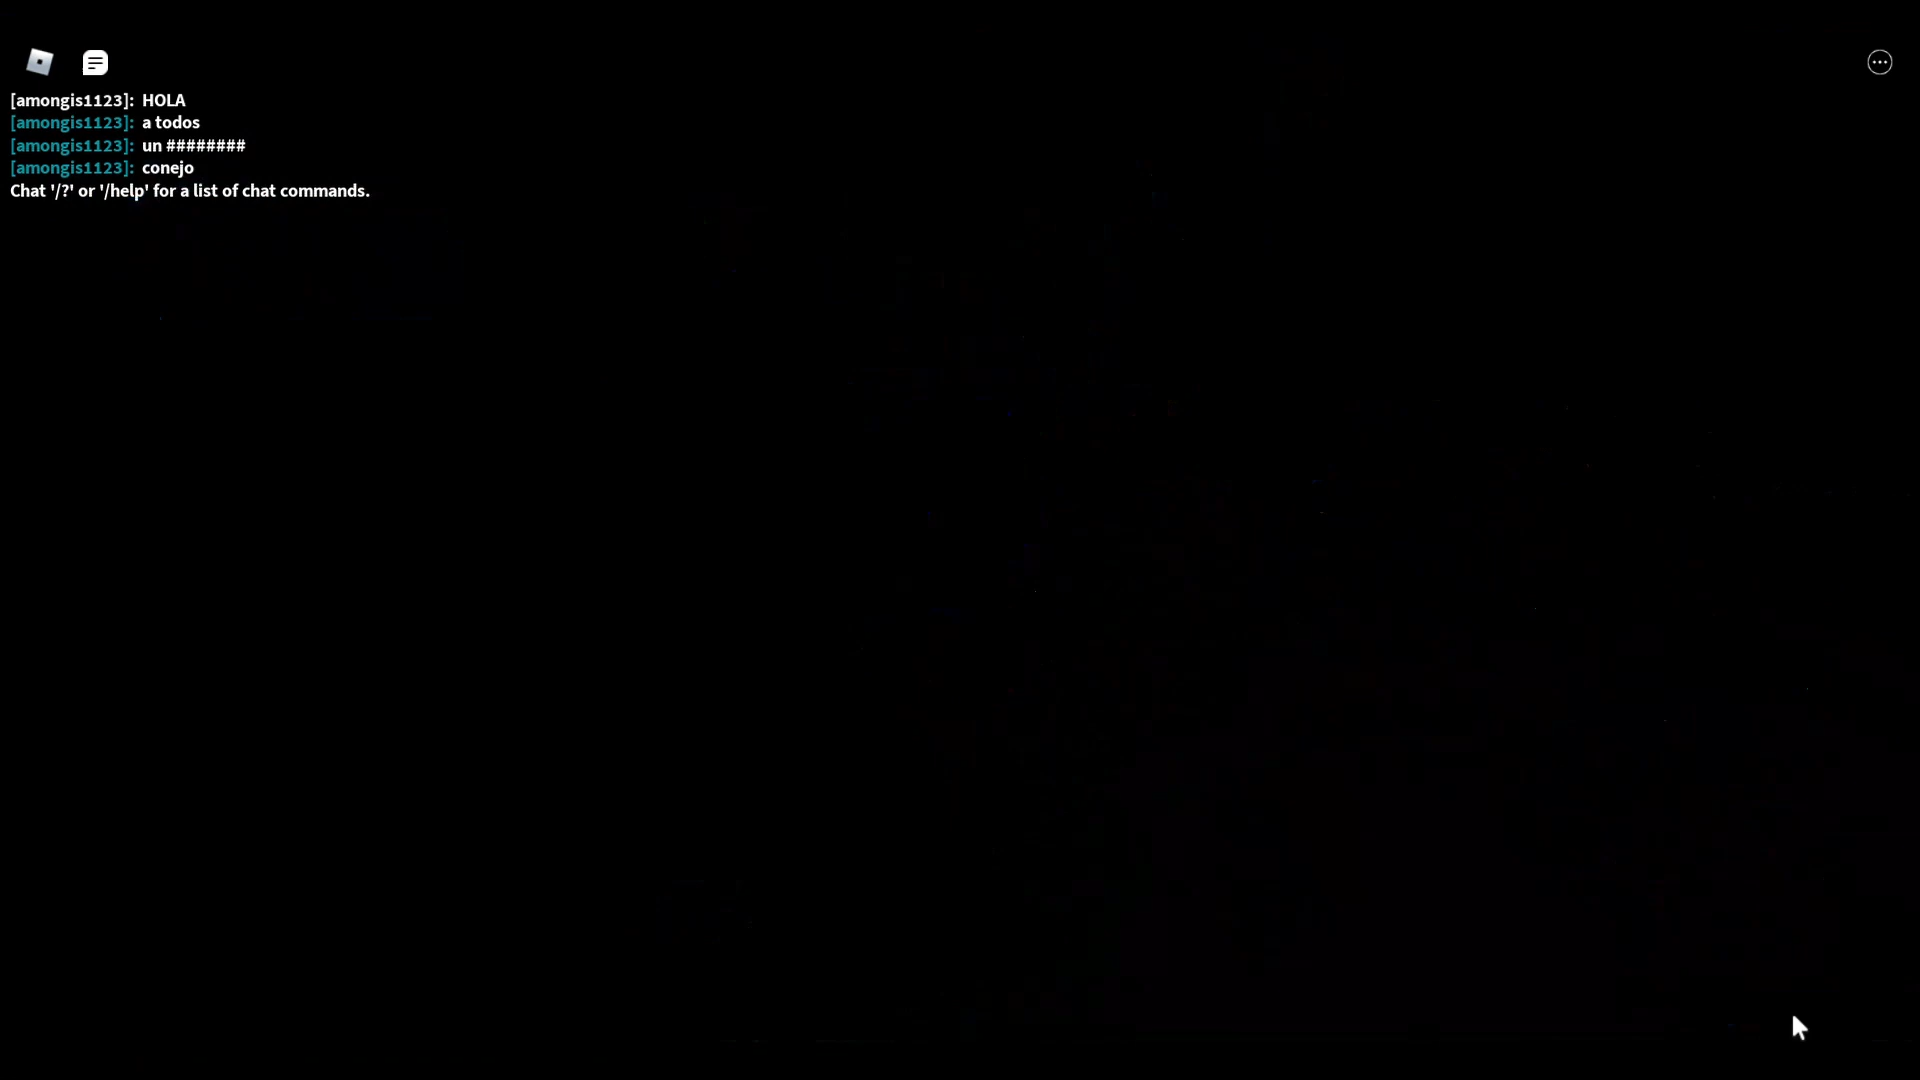 [amongis1123]: HOLA
[amongis1123]: a todos
[amongis1123]: un ########
[amongis1123]: conejo
Chat '/?' or '/help' for a list of chat commands.